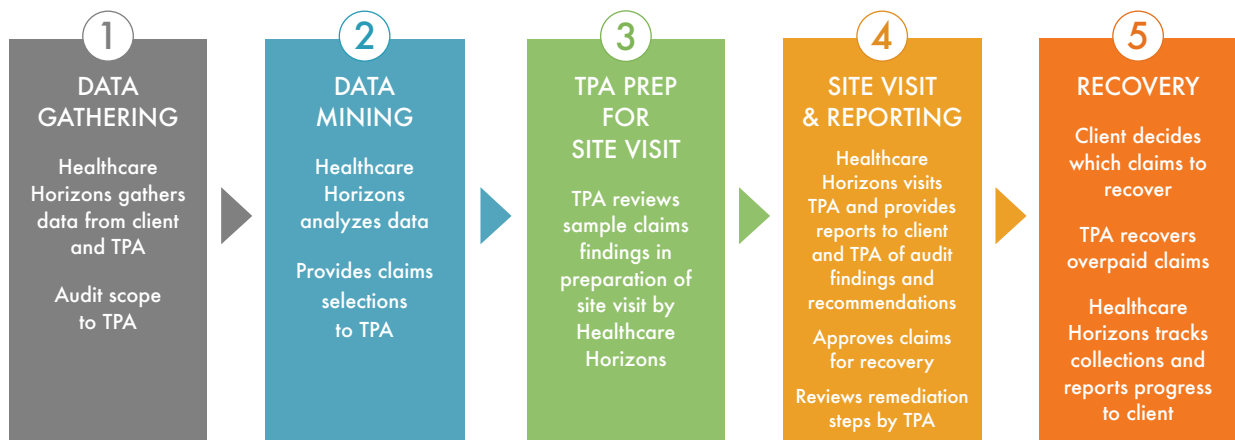 1
DATA
GATHERING
Healthcare
Horizons gathers
data from client
and TPA
Audit scope
to TPA
2
DATA
MINING
Healthcare
Horizons
analyzes data
Provides claims
selections
to TPA
3
TPA PREP
FOR
SITE VISIT
TPA reviews
sample claims
findings in
preparation of
site visit by
Healthcare
Horizons
4
SITE VISIT
& REPORTING
Healthcare
Horizons visits
TPA and provides
reports to client
and TPA of audit
findings and
recommendations
Approves claims
for recovery
Reviews remediation
steps by TPA
5
RECOVERY
Client decides
which claims to
recover
TPA recovers
overpaid claims
Healthcare
Horizons tracks
collections and
reports progress
to client